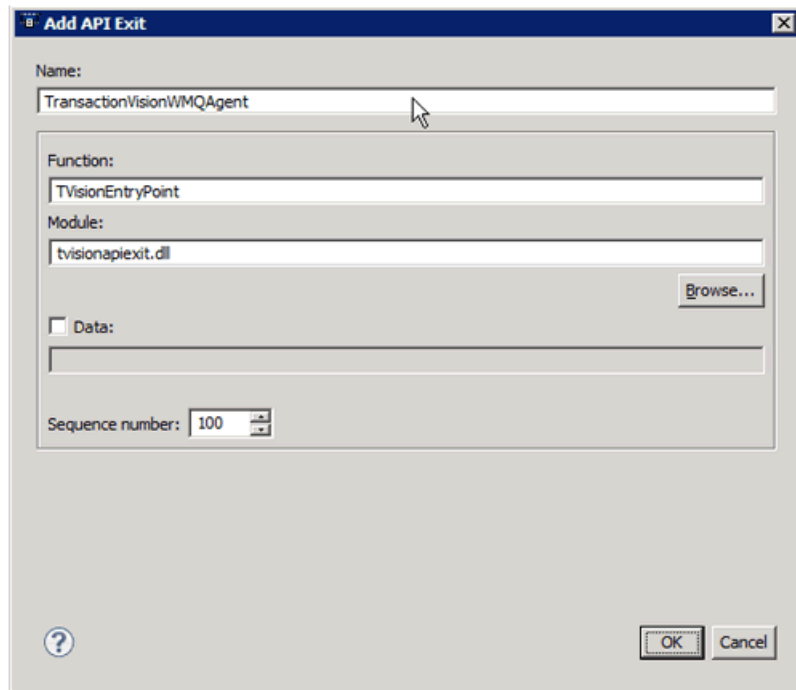 Add API Exit
Name:
TransactionVisionWMQAgent
Function:
TVisionEntryPoint
Module:
tvisionapiexit.dll
Browse...
Data:
Sequence number: 100
?
OK Cancel